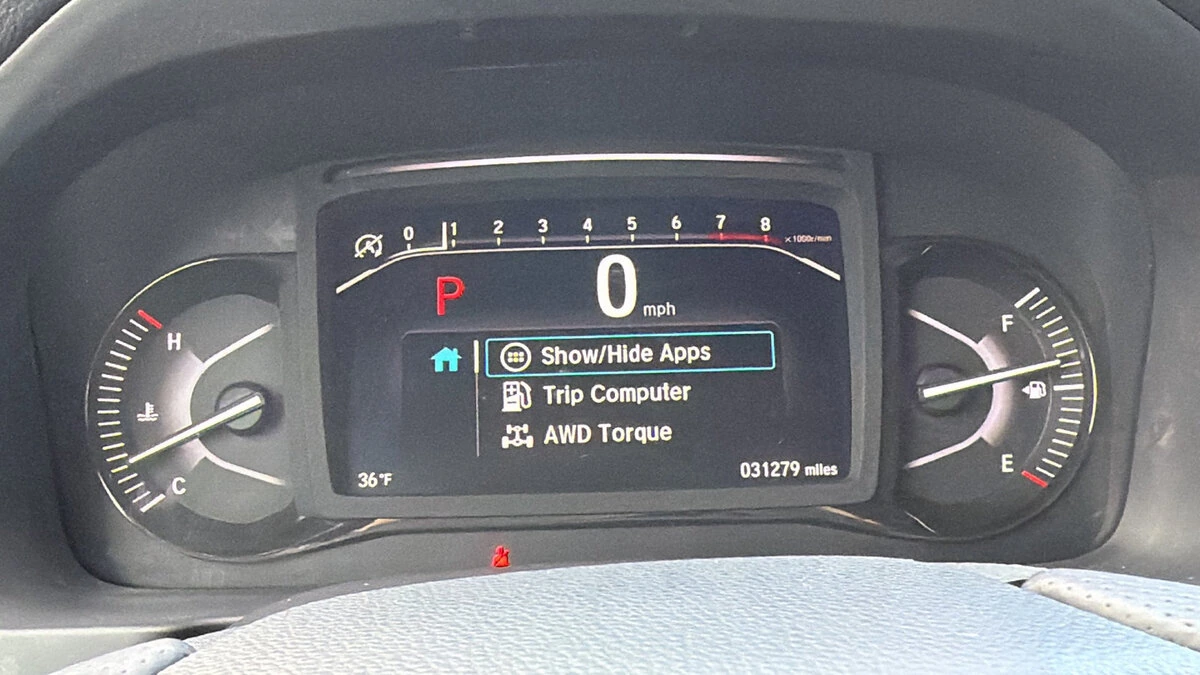 0 1 2 3 4 5 6 7 8 ×1000r/min
P 0 mph
H
F
Show/Hide Apps
Trip Computer
AWD Torque
C
E
36°F
031279 miles